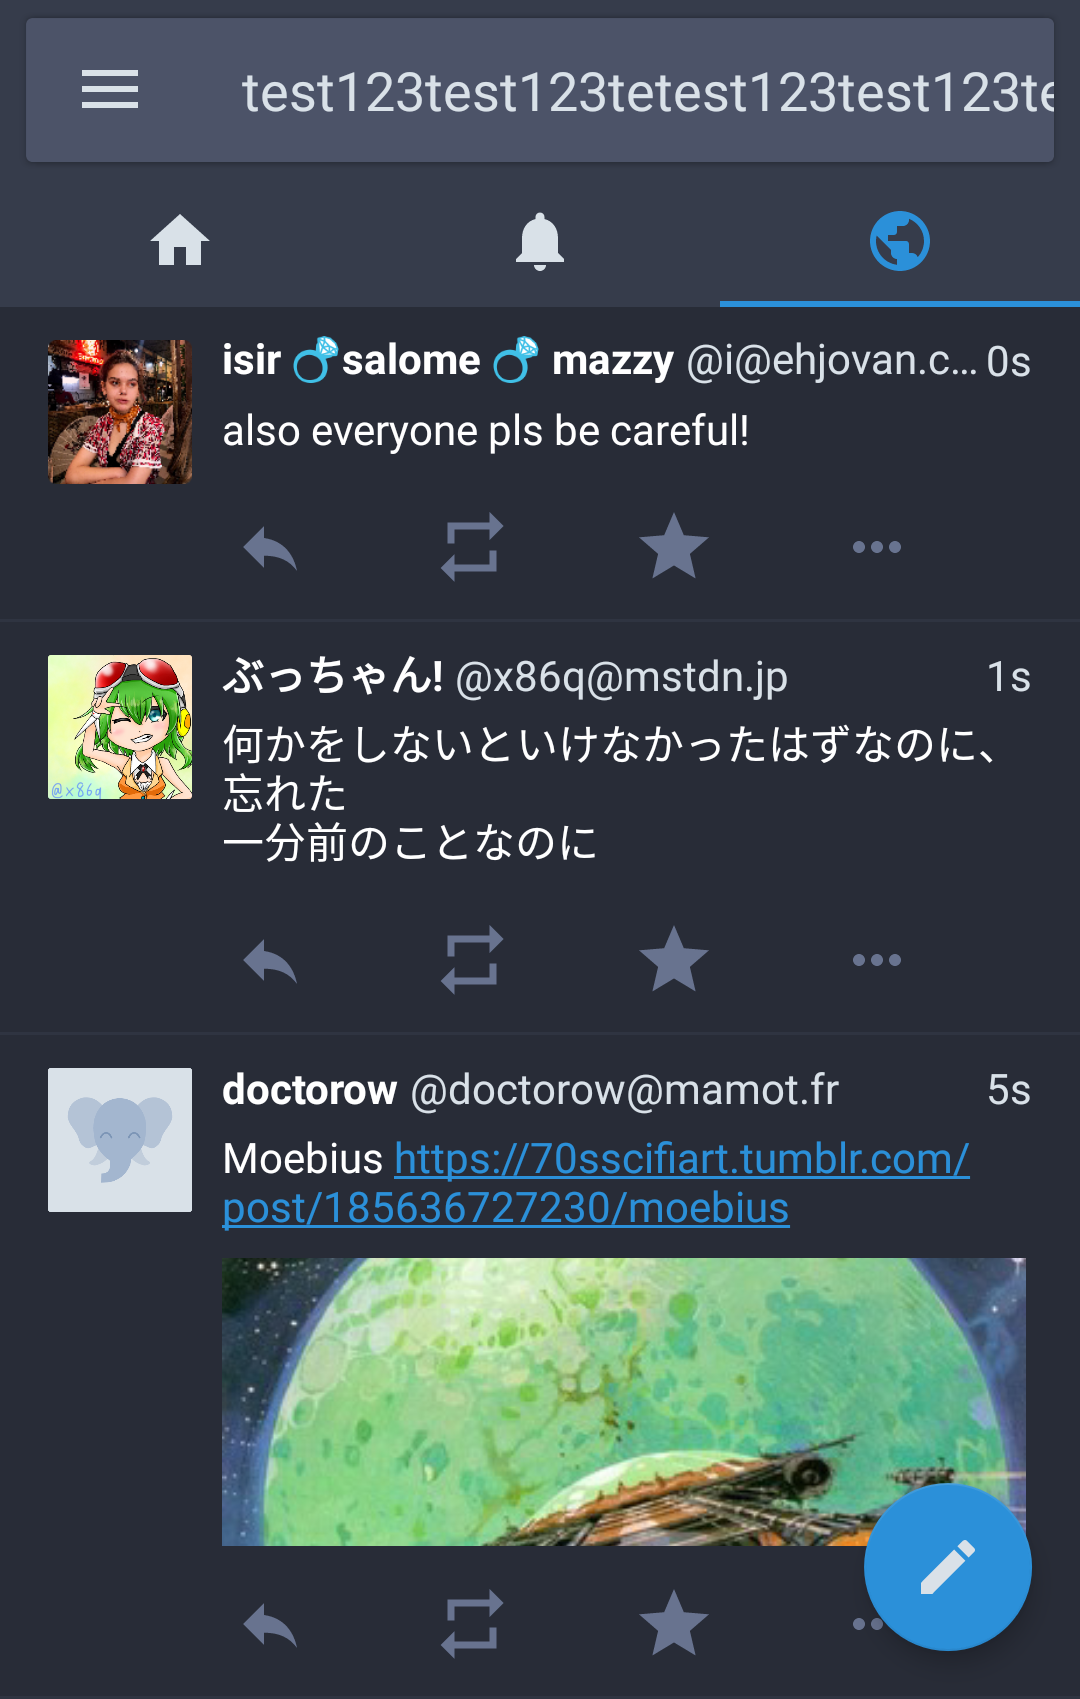 test123test123tetest123test123te
isir 💍salome 💍 mazzy @i@ehjovan.c… 0s
also everyone pls be careful!
ぶっちゃん! @x86q@mstdn.jp 1s
@x86q
何かをしないといけなかったはずなのに、
忘れた
一分前のことなのに
doctorow @doctorow@mamot.fr 5s
Moebius https://70sscifiart.tumblr.com/
post/185636727230/moebius